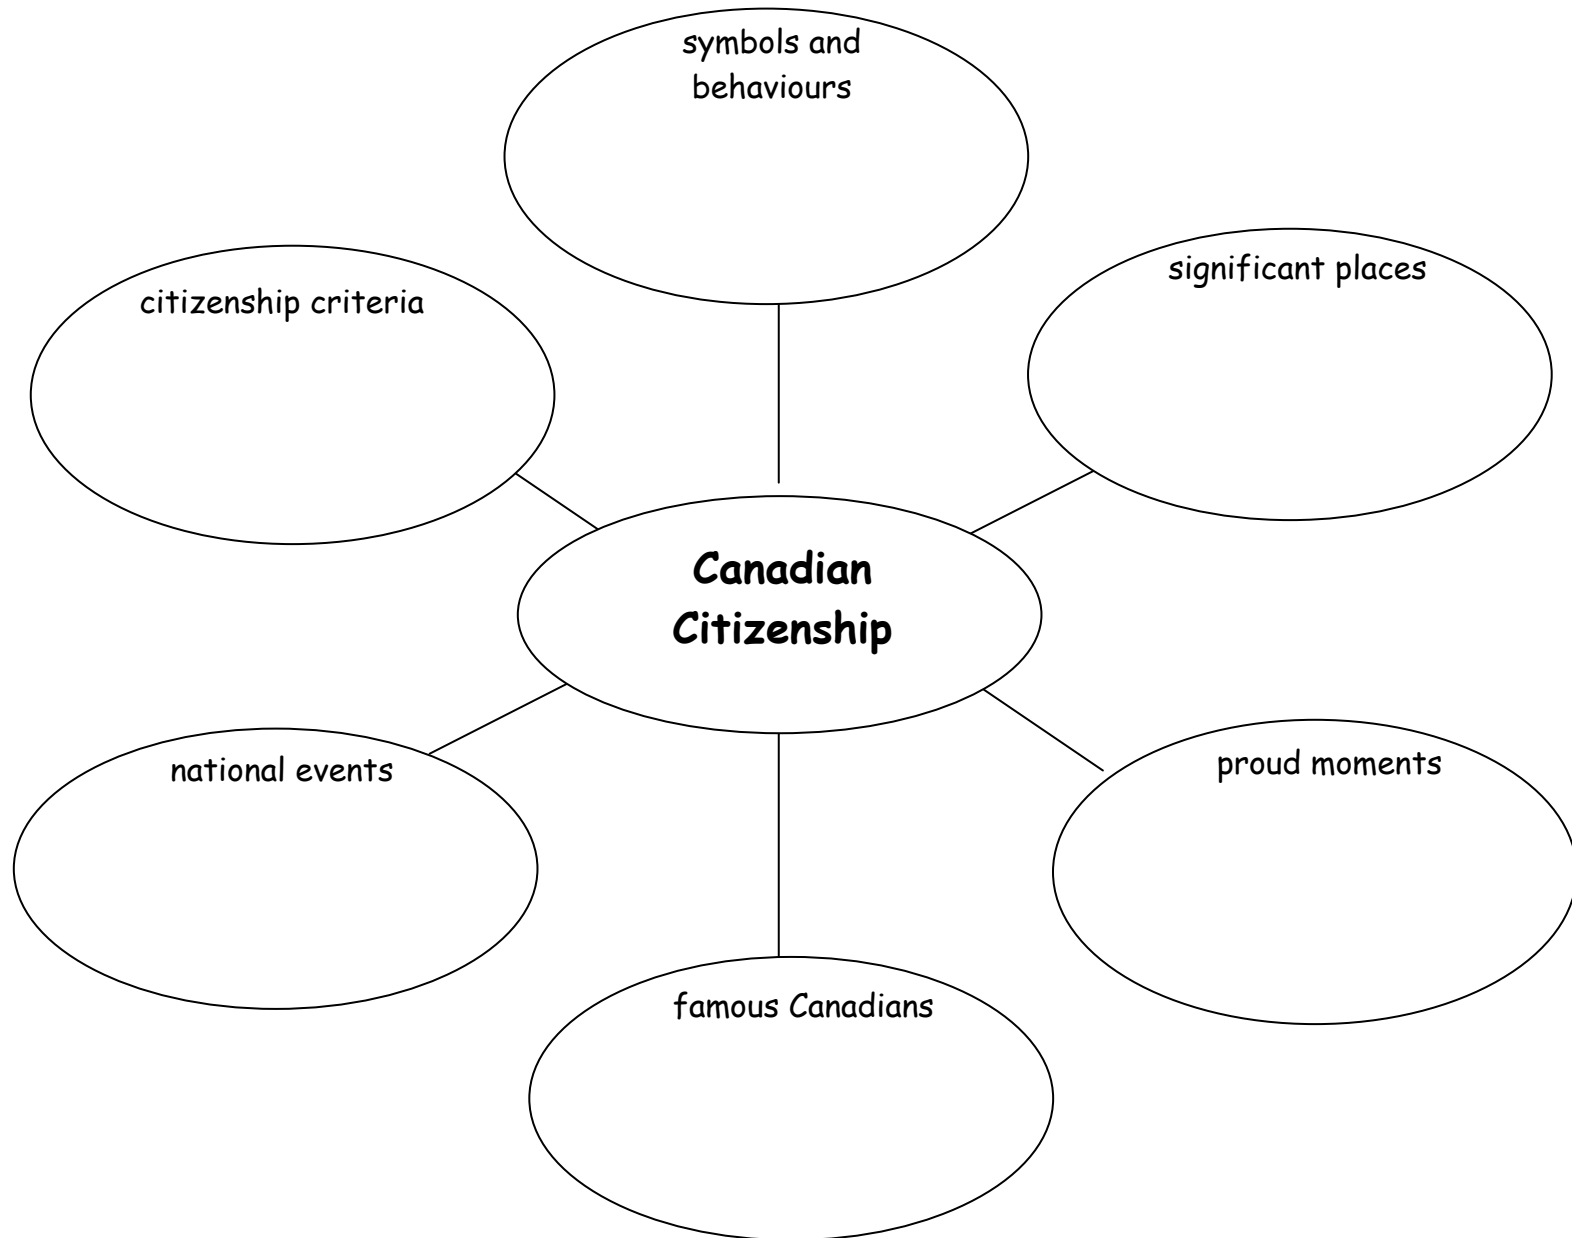 symbols and
behaviours
significant places
citizenship criteria
Canadian
Citizenship
national events
proud moments
famous Canadians